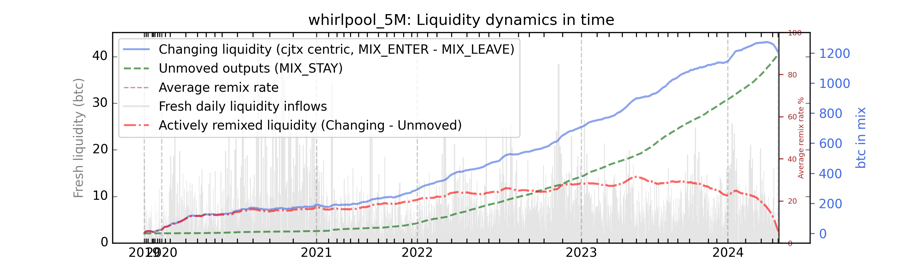 whirlpool_5M: Liquidity dynamics in time
Changing liquidity (cjtx centric, MIX_ENTER - MIX_LEAVE)
Unmoved outputs (MIX_STAY)
Average remix rate
Fresh daily liquidity inflows
Actively remixed liquidity (Changing - Unmoved)
Fresh liquidity (btc)
40
30
20
10
0
2019
2020
2021
2022
2023
2024
100
80
60
40
20
0
Average remix rate %
1200
1000
800
600
400
200
0
btc in mix